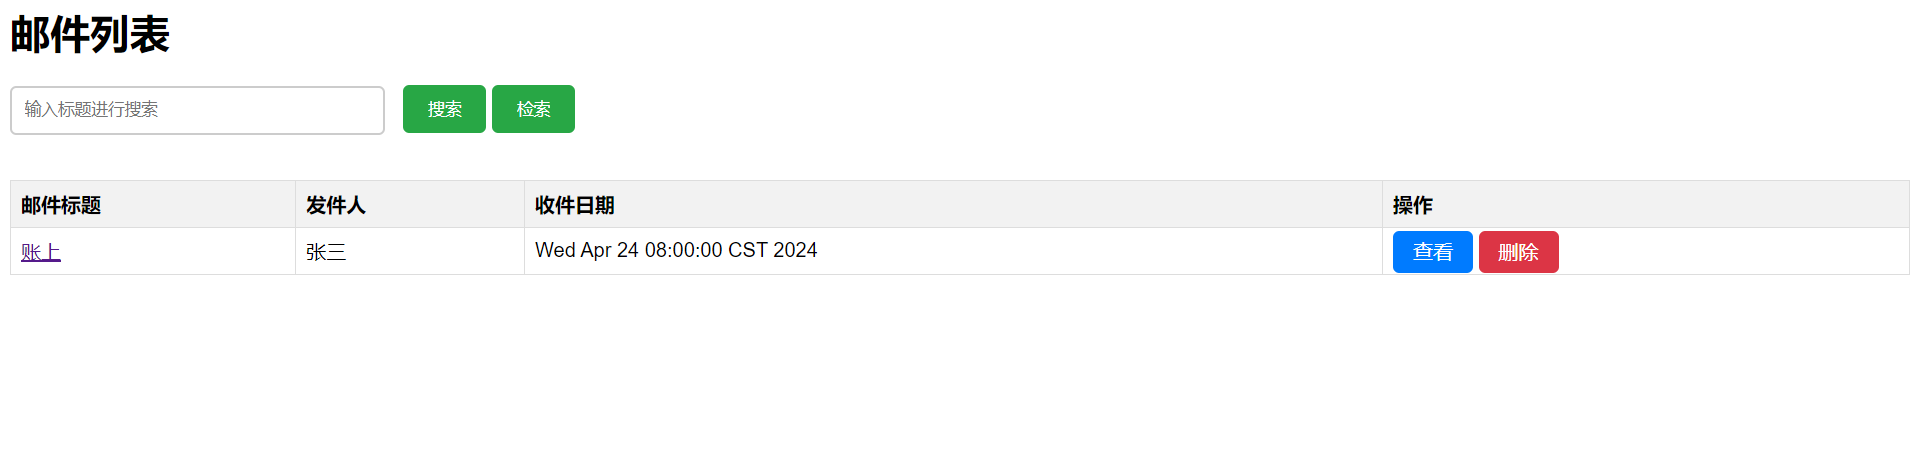 邮件列表
输入标题进行搜索 搜索 检索
邮件标题 发件人 收件日期 操作
账上 张三 Wed Apr 24 08:00:00 CST 2024 查看 删除